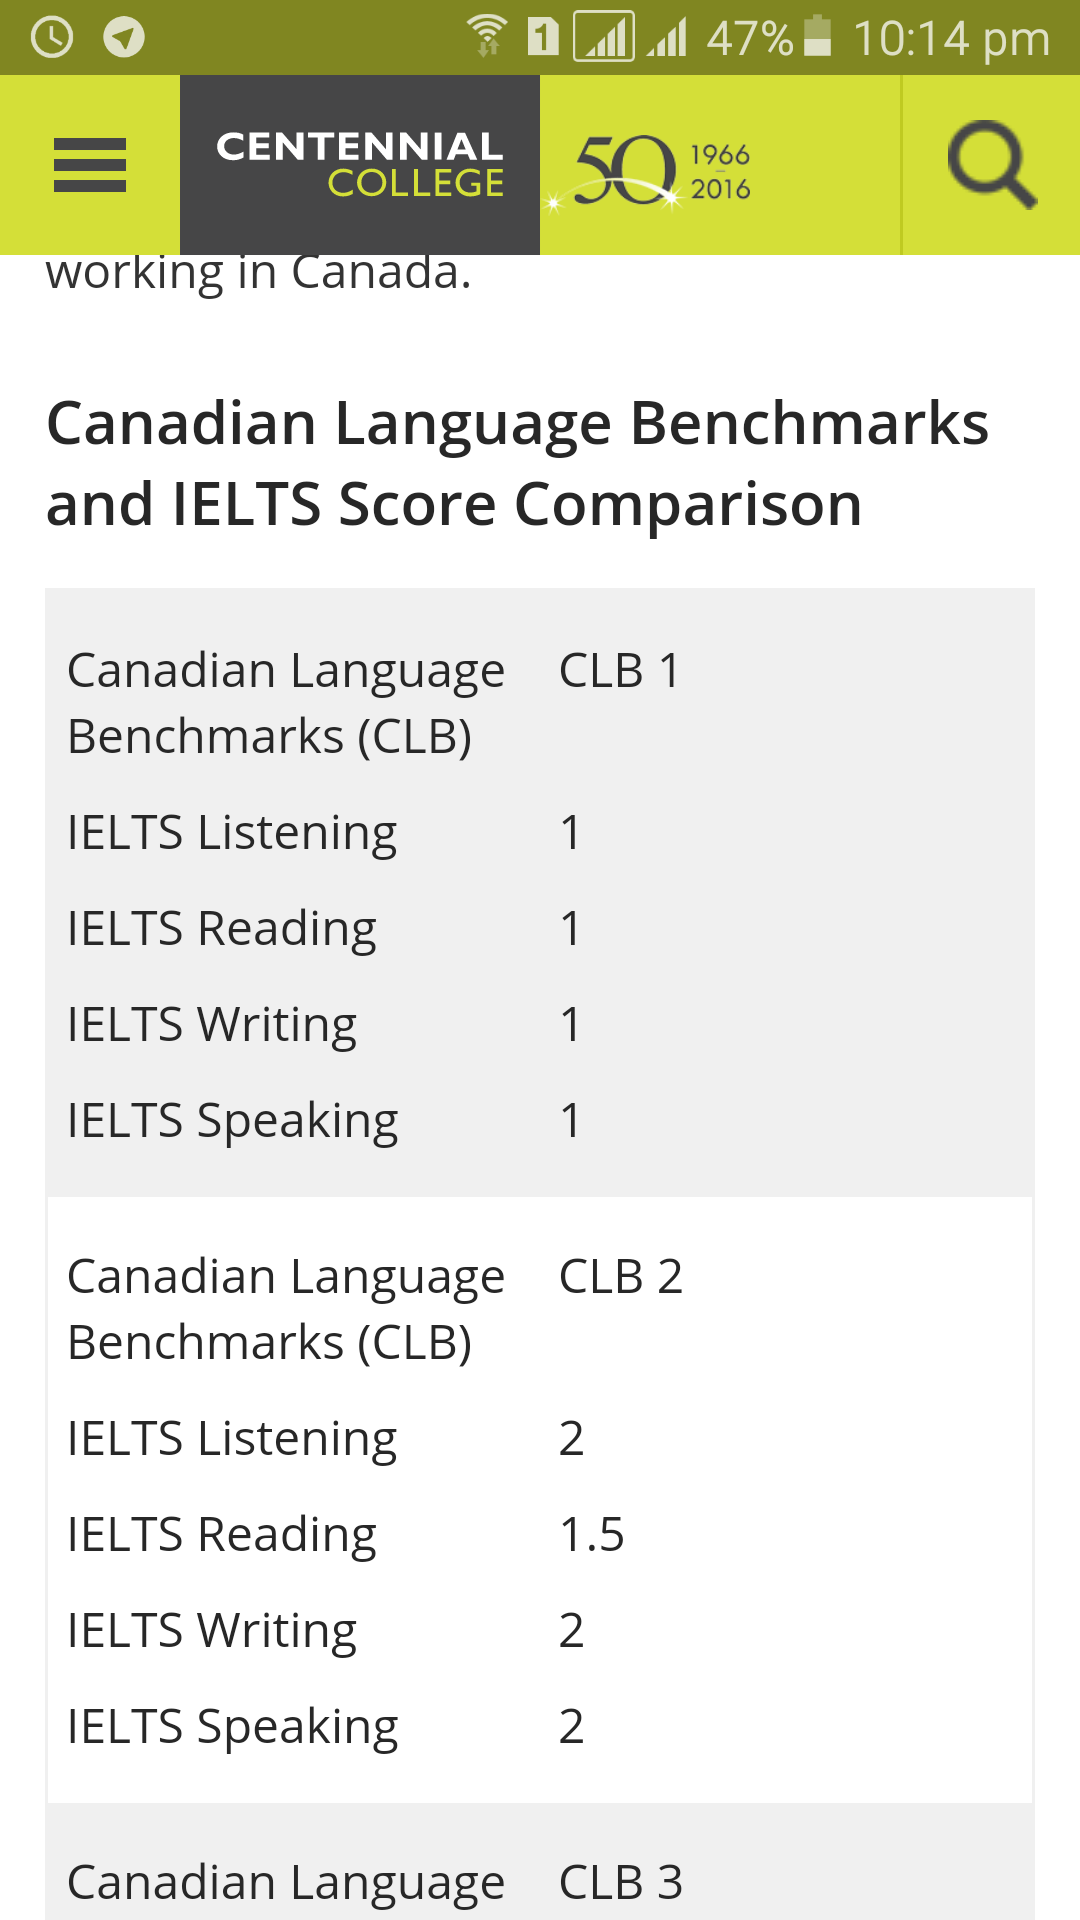 1 47% 10:14 pm
CENTENNIAL
COLLEGE
50 1966
2016
working in Canada.
Canadian Language Benchmarks
and IELTS Score Comparison
Canadian Language CLB 1
Benchmarks (CLB)
IELTS Listening 1
IELTS Reading 1
IELTS Writing 1
IELTS Speaking 1
Canadian Language CLB 2
Benchmarks (CLB)
IELTS Listening 2
IELTS Reading 1.5
IELTS Writing 2
IELTS Speaking 2
Canadian Language CLB 3